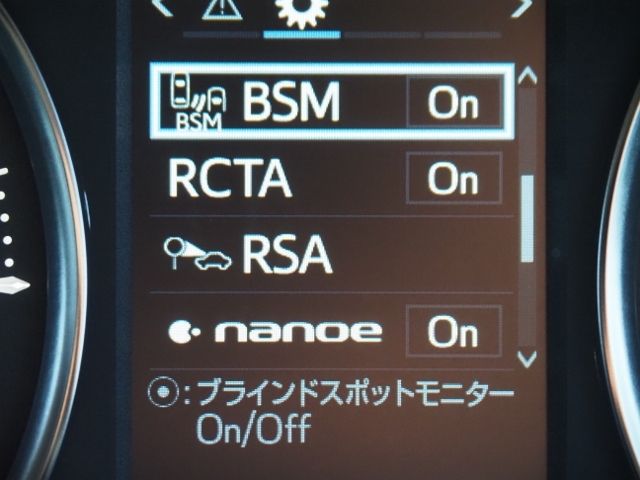 BSM BSM On
RCTA On
RSA
nanoe On
⦿:ブラインドスポットモニター
On/Off